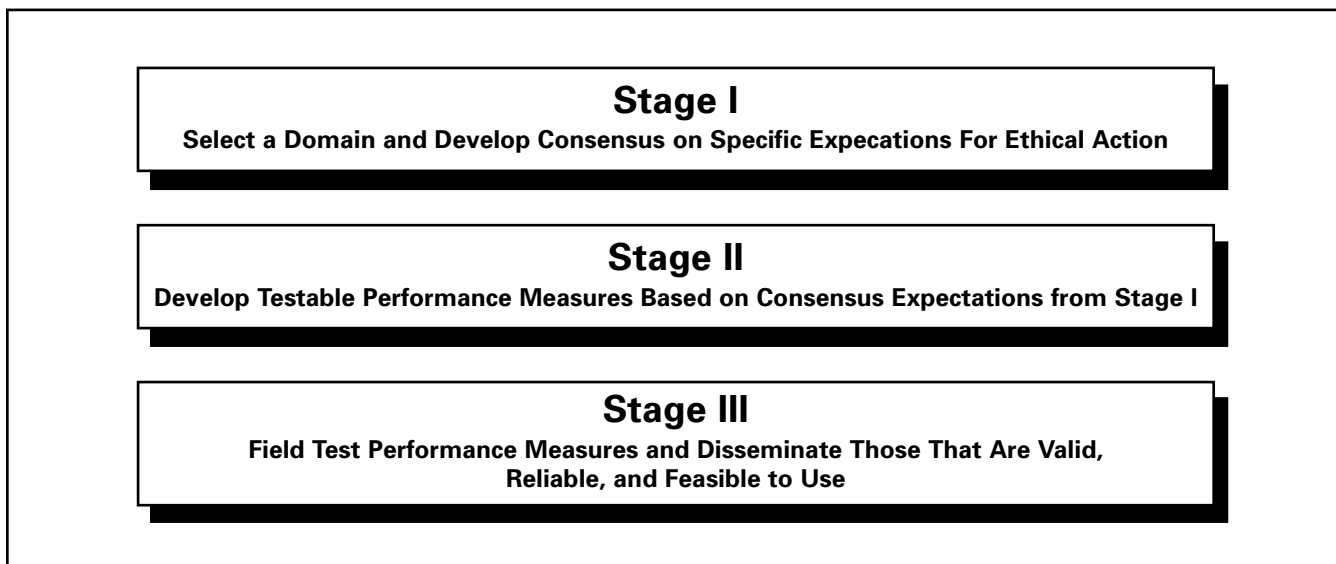 Stage I
Select a Domain and Develop Consensus on Specific Expecations For Ethical Action
Stage II
Develop Testable Performance Measures Based on Consensus Expectations from Stage I
Stage III
Field Test Performance Measures and Disseminate Those That Are Valid,
Reliable, and Feasible to Use